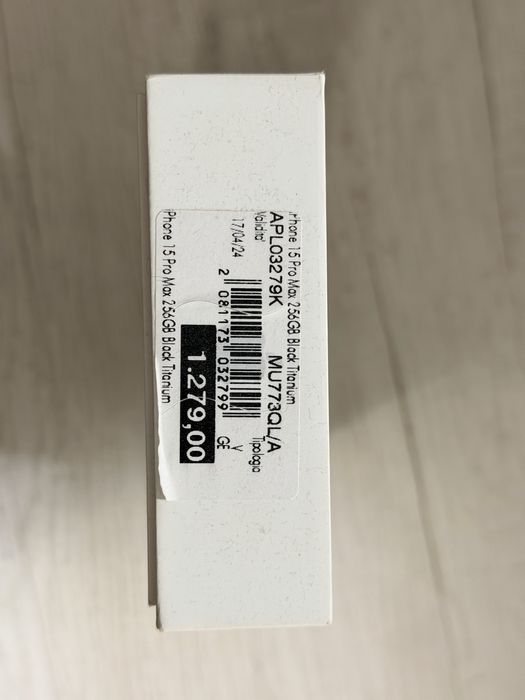 iPhone 15 Pro Max 256GB Black Titanium
APL03279K MU773QL/A
Validita' Tipologia
17/04/24 V
2 081173 032799 GE
1.279,00
iPhone 15 Pro Max 256GB Black Titanium